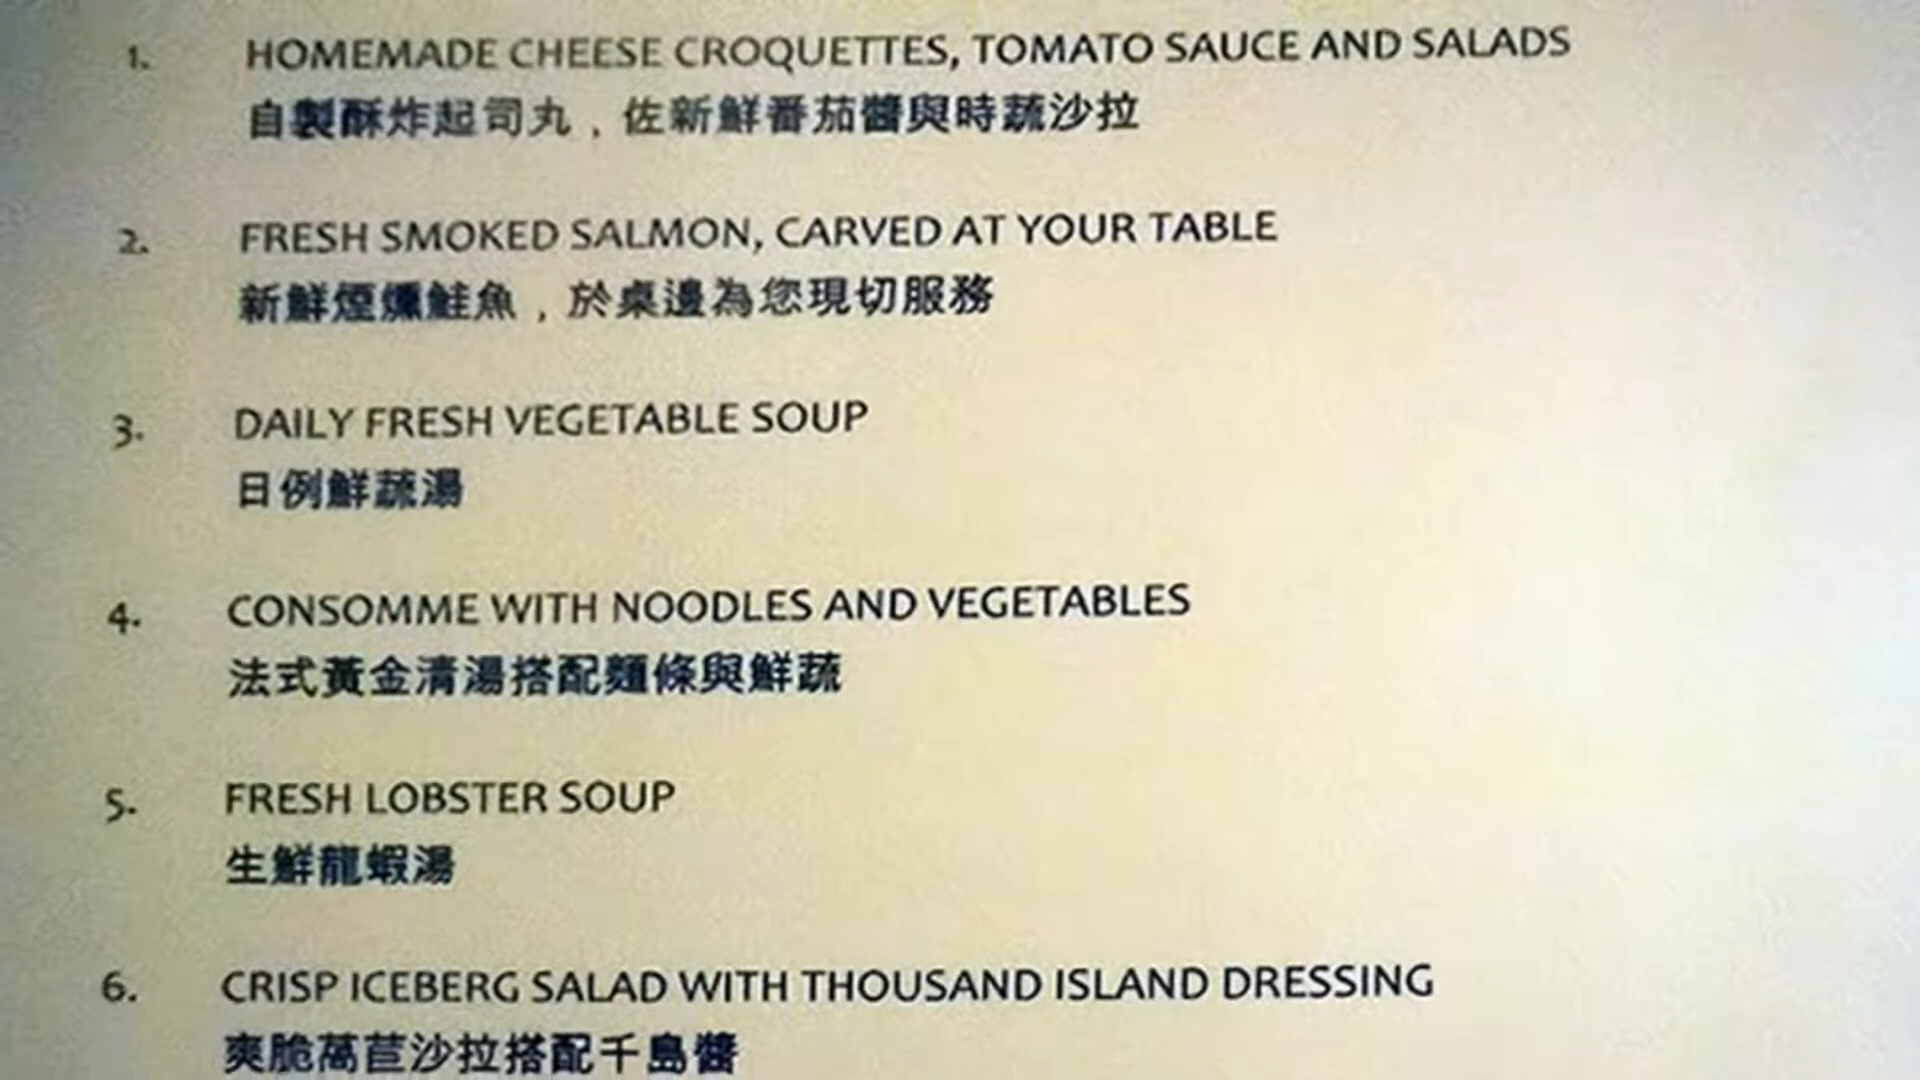 1. HOMEMADE CHEESE CROQUETTES, TOMATO SAUCE AND SALADS
自製酥炸起司丸，佐新鮮番茄醬與時蔬沙拉
2. FRESH SMOKED SALMON, CARVED AT YOUR TABLE
新鮮煙燻鮭魚，於桌邊為您現切服務
3. DAILY FRESH VEGETABLE SOUP
日例鮮蔬湯
4. CONSOMME WITH NOODLES AND VEGETABLES
法式黃金清湯搭配麵條與鮮蔬
5. FRESH LOBSTER SOUP
生鮮龍蝦湯
6. CRISP ICEBERG SALAD WITH THOUSAND ISLAND DRESSING
爽脆萵苣沙拉搭配千島醬